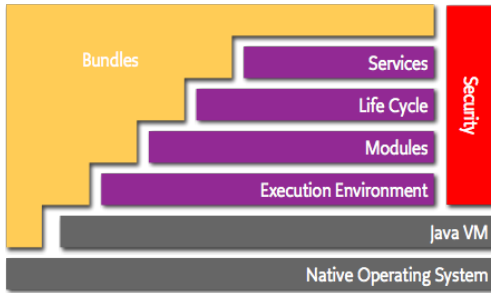 Bundles
Services
Life Cycle
Modules
Execution Environment
Security
Java VM
Native Operating System